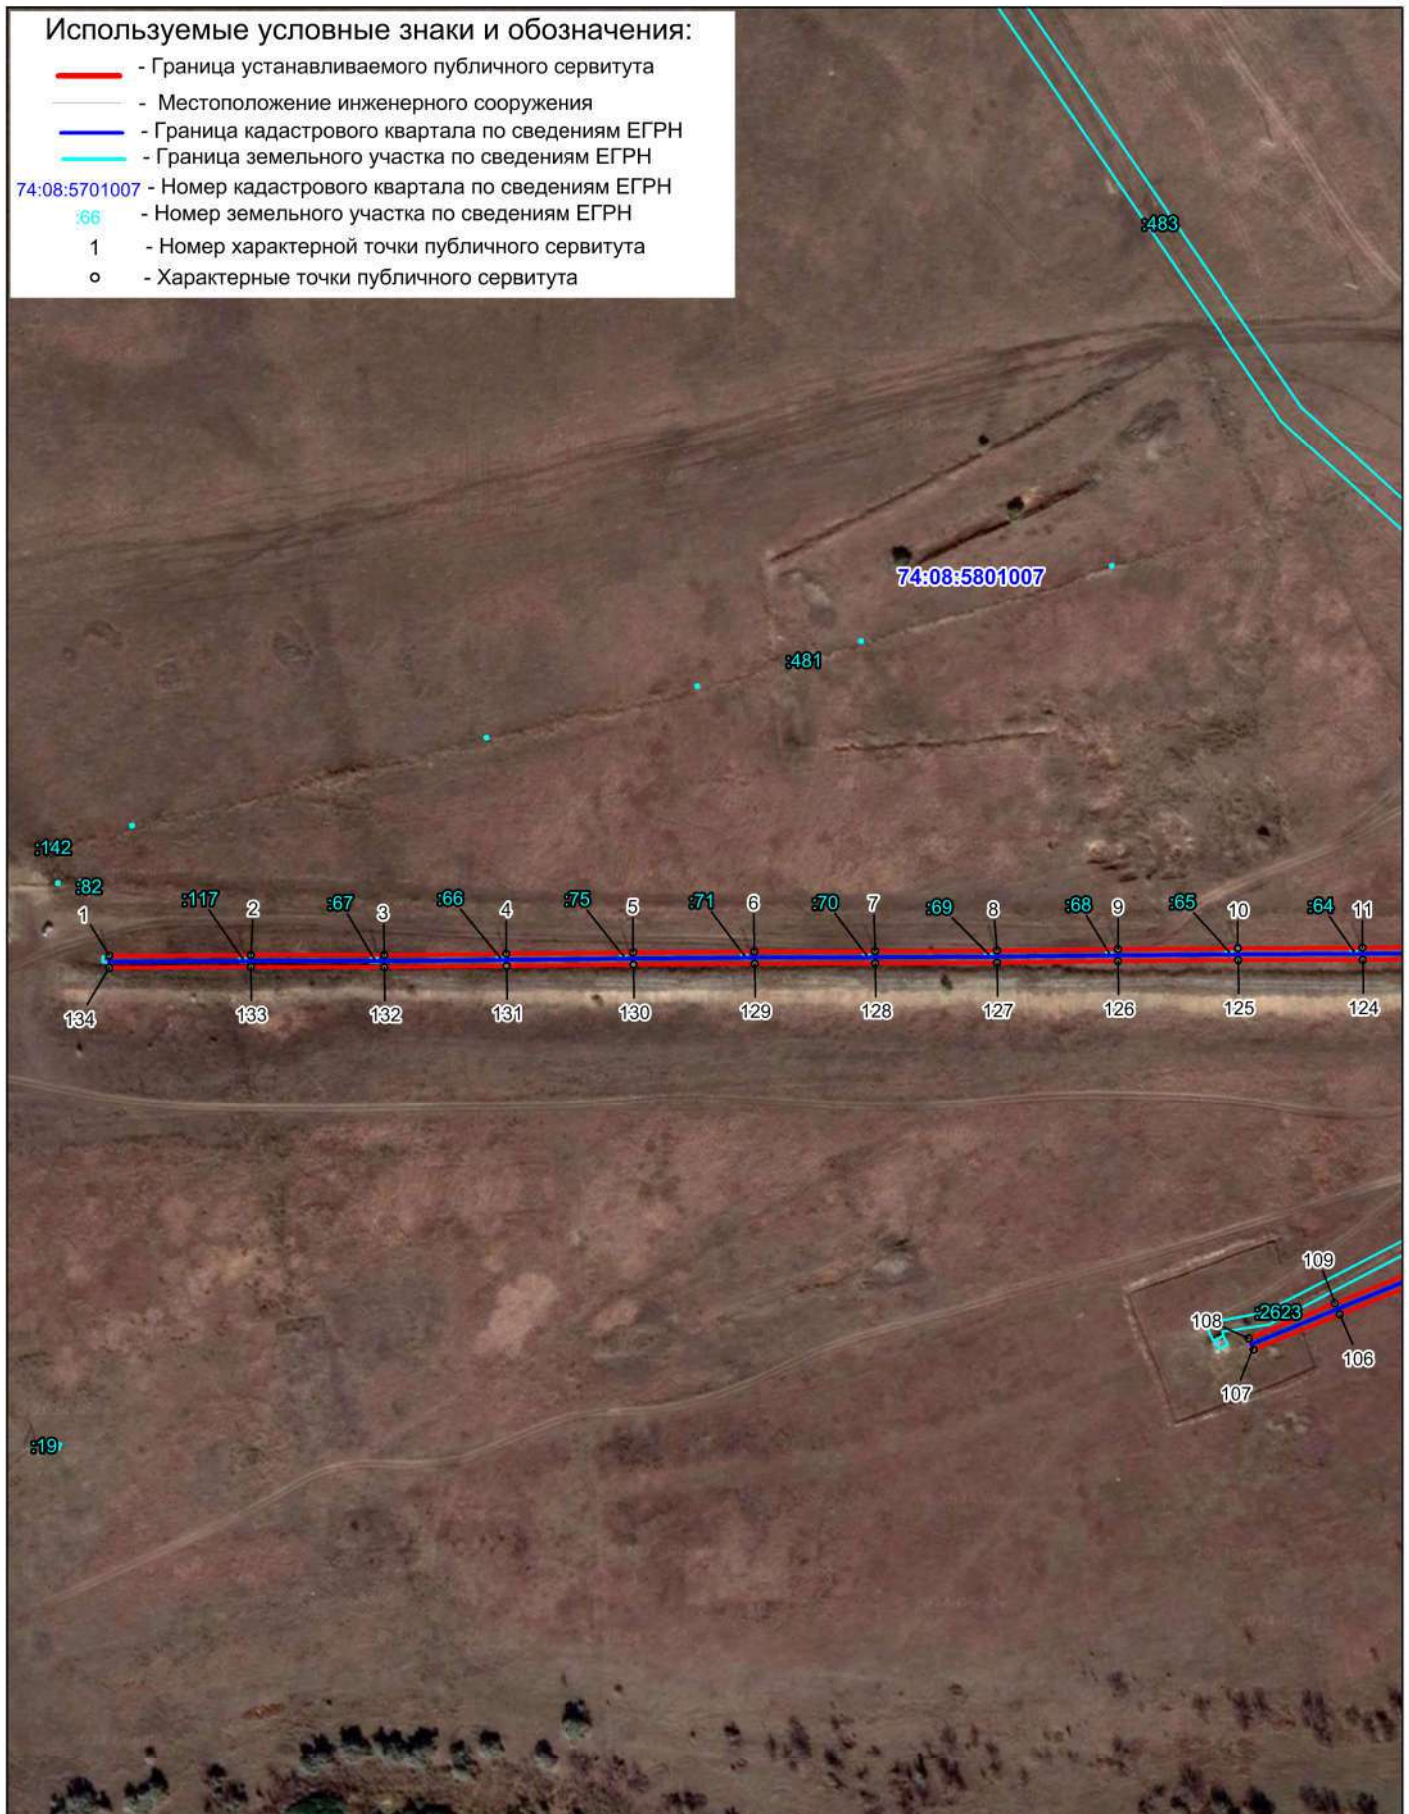 Используемые условные знаки и обозначения:
- Граница устанавливаемого публичного сервитута
- Местоположение инженерного сооружения
- Граница кадастрового квартала по сведениям ЕГРН
- Граница земельного участка по сведениям ЕГРН
74:08:5701007 - Номер кадастрового квартала по сведениям ЕГРН
:66 - Номер земельного участка по сведениям ЕГРН
1 - Номер характерной точки публичного сервитута
- Характерные точки публичного сервитута
:483
74:08:5801007
:481
:142
:82
:117 :67 :66 :75 :71 :70 :69 :68 :65 :64
1 2 3 4 5 6 7 8 9 10 11
134 133 132 131 130 129 128 127 126 125 124
109
:2623
108
106
107
:19